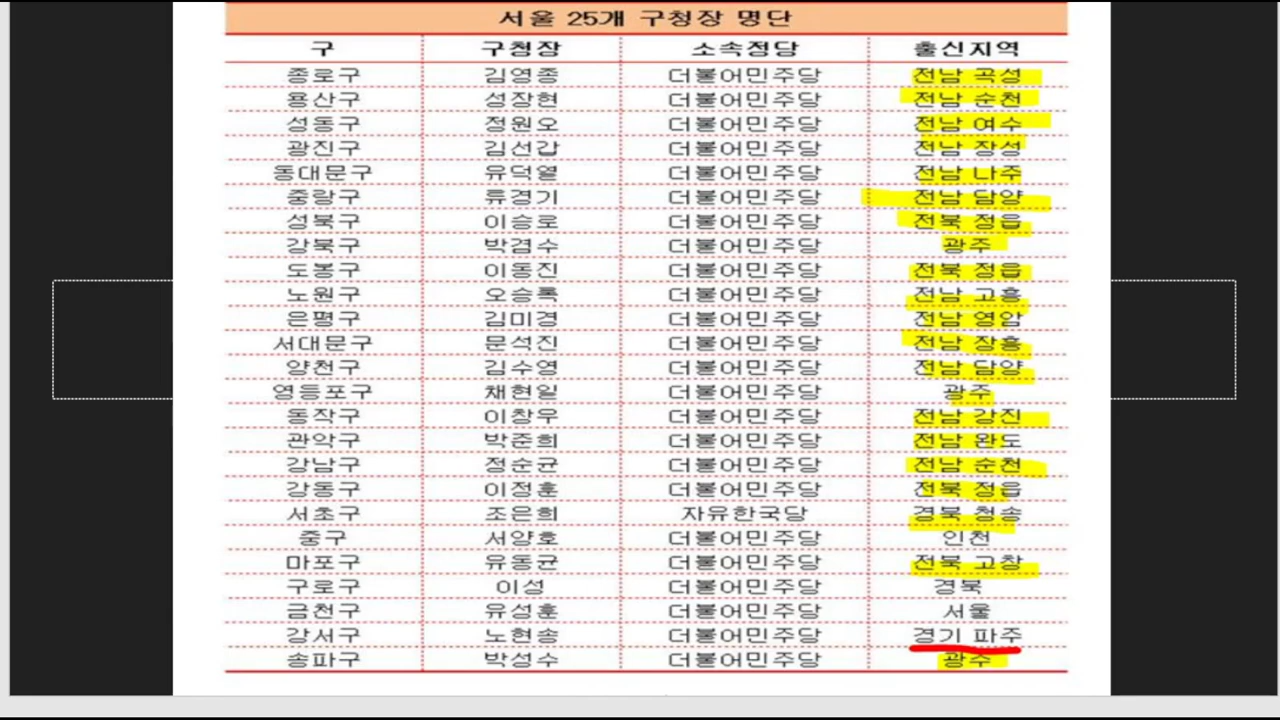 서울 25개 구청장 명단
구 구청장 소속정당 출신지역
종로구 김영종 더불어민주당 전남 곡성
용산구 성장현 더불어민주당 전남 순천
성동구 정원오 더불어민주당 전남 여수
광진구 김선갑 더불어민주당 전남 장성
동대문구 유덕열 더불어민주당 전남 나주
중랑구 류경기 더불어민주당 전남 담양
성북구 이승로 더불어민주당 전북 정읍
강북구 박겸수 더불어민주당 광주
도봉구 이동진 더불어민주당 전북 정읍
노원구 오승록 더불어민주당 전남 고흥
은평구 김미경 더불어민주당 전남 영암
서대문구 문석진 더불어민주당 전남 장흥
양천구 김수영 더불어민주당 전남 담양
영등포구 채현일 더불어민주당 광주
동작구 이창우 더불어민주당 전남 강진
관악구 박준희 더불어민주당 전남 완도
강남구 정순균 더불어민주당 전남 순천
강동구 이정훈 더불어민주당 전북 정읍
서초구 조은희 자유한국당 경북 청송
중구 서양호 더불어민주당 인천
마포구 유동균 더불어민주당 전북 고창
구로구 이성 더불어민주당 경북
금천구 유성훈 더불어민주당 서울
강서구 노현송 더불어민주당 경기 파주
송파구 박성수 더불어민주당 광주